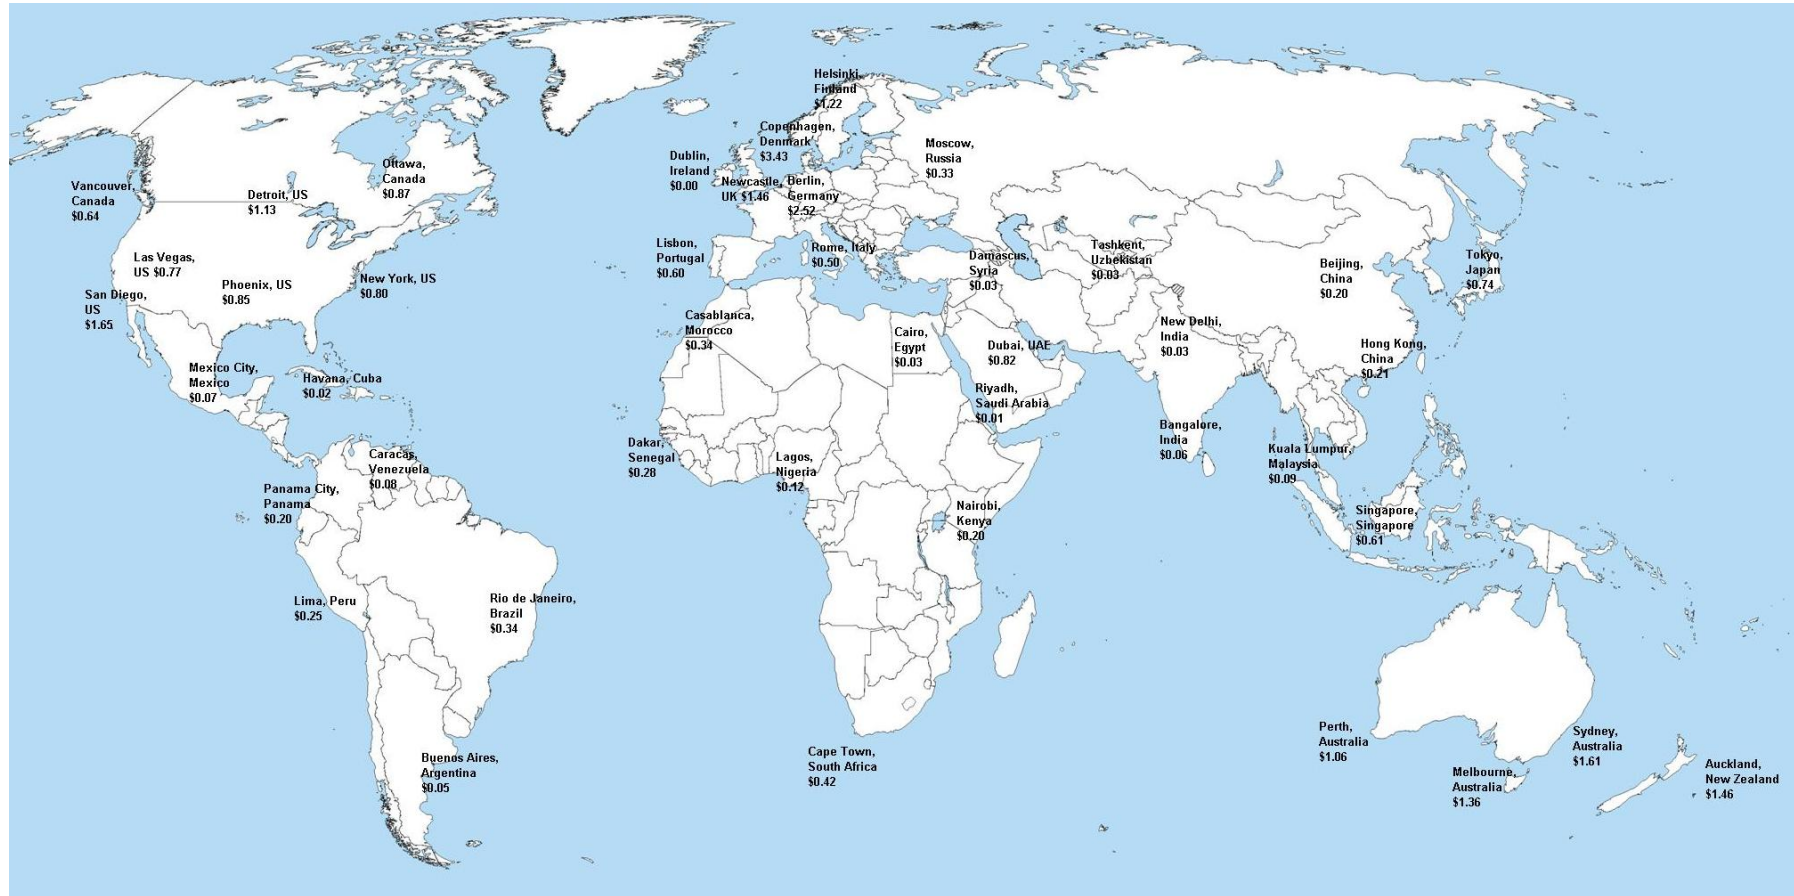 Helsinki,
Finland
$1.22
Copenhagen,
Denmark
$3.43
Dublin,
Ireland
$0.00
Newcastle,
UK $1.46
Berlin,
Germany
$2.52
Moscow,
Russia
$0.33
Ottawa,
Canada
$0.87
Vancouver,
Canada
$0.64
Detroit, US
$1.13
Las Vegas,
US $0.77
Phoenix, US
$0.85
New York, US
$0.80
San Diego,
US
$1.65
Lisbon,
Portugal
$0.60
Rome, Italy
$0.50
Damascus,
Syria
$0.03
Tashkent,
Uzbekistan
$0.03
Beijing,
China
$0.20
Tokyo,
Japan
$0.74
Casablanca,
Morocco
$0.34
Cairo,
Egypt
$0.03
Dubai, UAE
$0.82
New Delhi,
India
$0.03
Hong Kong,
China
$0.21
Mexico City,
Mexico
$0.07
Havana, Cuba
$0.02
Riyadh,
Saudi Arabia
$0.01
Bangalore,
India
$0.06
Kuala Lumpur,
Malaysia
$0.09
Dakar,
Senegal
$0.28
Lagos,
Nigeria
$0.12
Caracas,
Venezuela
$0.08
Panama City,
Panama
$0.20
Nairobi,
Kenya
$0.20
Singapore,
Singapore
$0.61
Lima, Peru
$0.25
Rio de Janeiro,
Brazil
$0.34
Buenos Aires,
Argentina
$0.05
Cape Town,
South Africa
$0.42
Perth,
Australia
$1.06
Melbourne,
Australia
$1.36
Sydney,
Australia
$1.61
Auckland,
New Zealand
$1.46